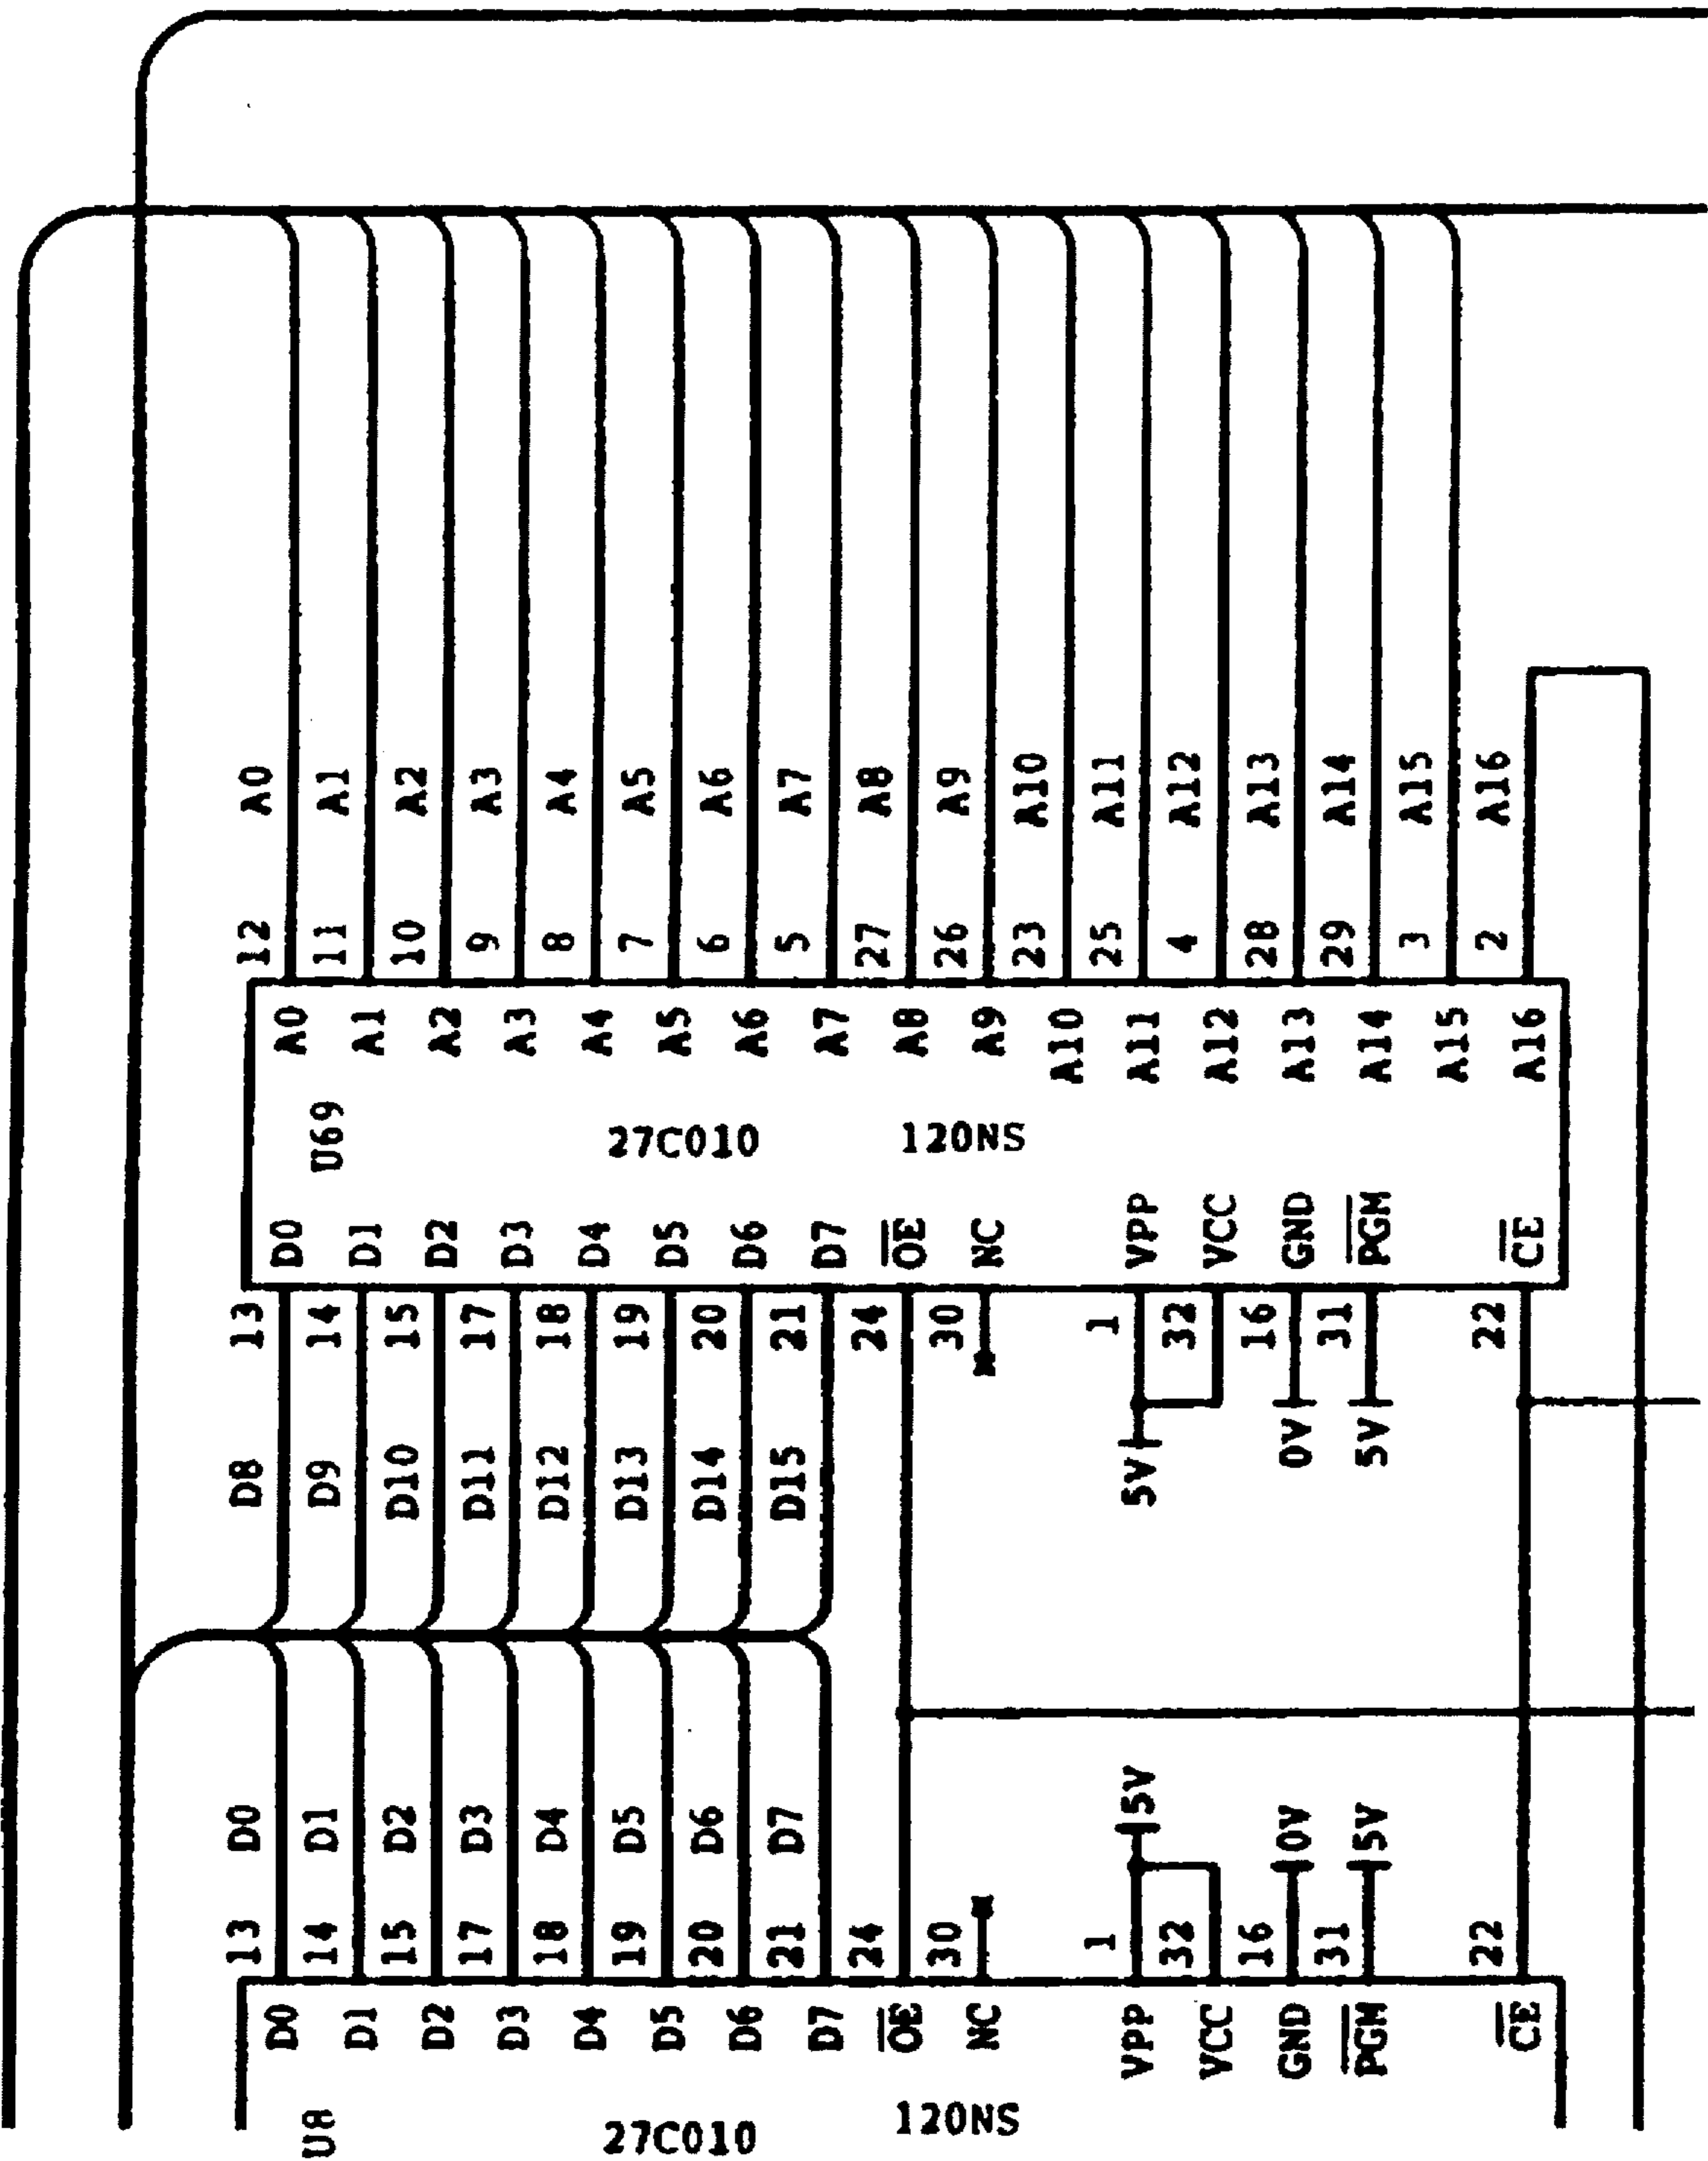 A0 A1 A2 A3 A4 A5 A6 A7 A8 A9 A10 A11 A12 A13 A14 A15 A16
12 11 10 9 8 7 6 5 27 26 23 25 4 28 29 3 2
A0 A1 A2 A3 A4 A5 A6 A7 A8 A9 A10 A11 A12 A13 A14 A15 A16
U69
27C010 120NS
D0 D1 D2 D3 D4 D5 D6 D7 OE NC VPP VCC GND PGM CE
13 14 15 17 18 19 20 21 24 30 1 32 16 31 22
5V 0V 5V
D8 D9 D10 D11 D12 D13 D14 D15
D0 D1 D2 D3 D4 D5 D6 D7
5V 0V 5V
13 14 15 17 18 19 20 21 24 30 1 32 16 31 22
D0 D1 D2 D3 D4 D5 D6 D7 OE NC VPP VCC GND PGM CE
U8
27C010 120NS